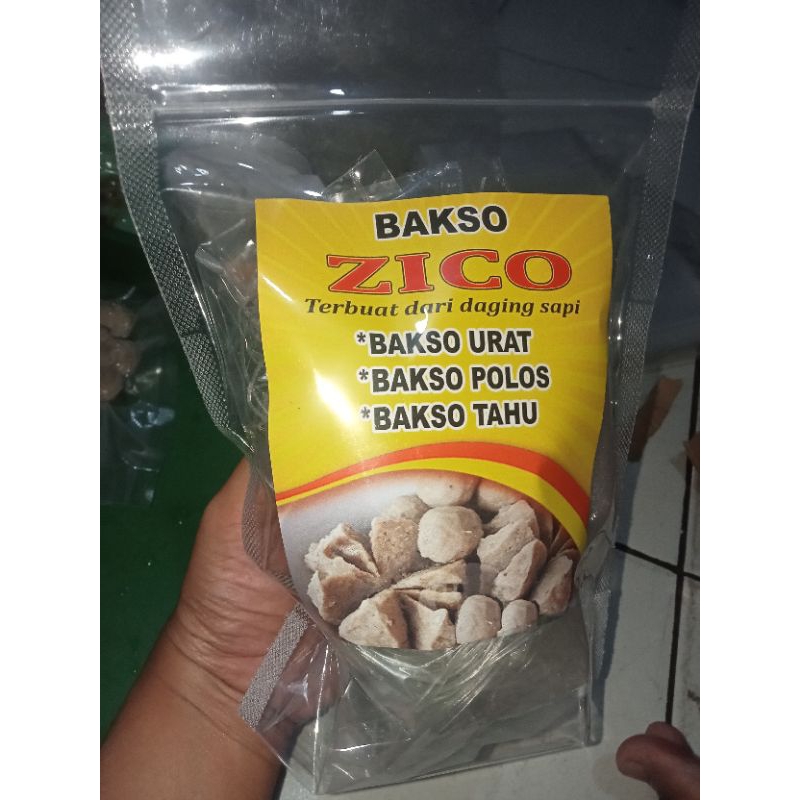 BAKSO
ZICO
Terbuat dari daging sapi
*BAKSO URAT
*BAKSO POLOS
*BAKSO TAHU